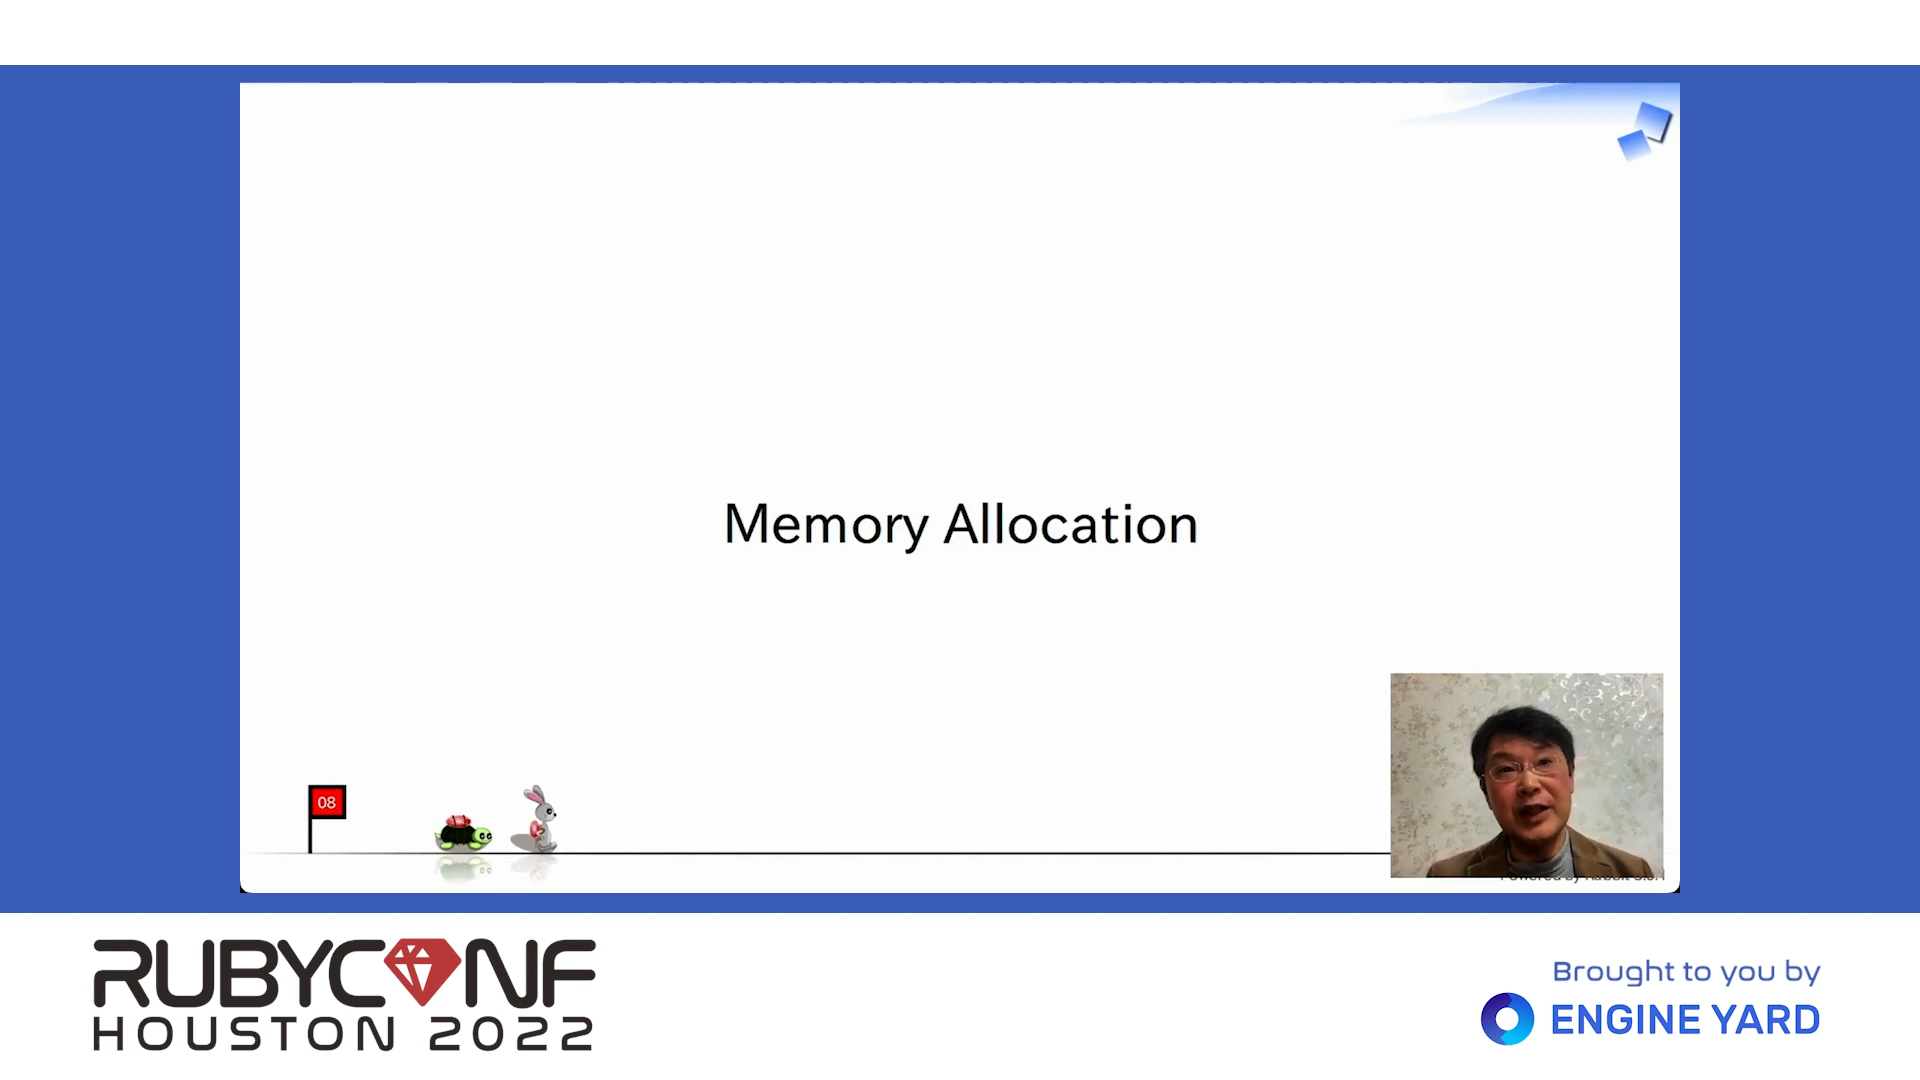 Memory Allocation
08
RUBYCONF
HOUSTON 2022
Brought to you by
ENGINE YARD